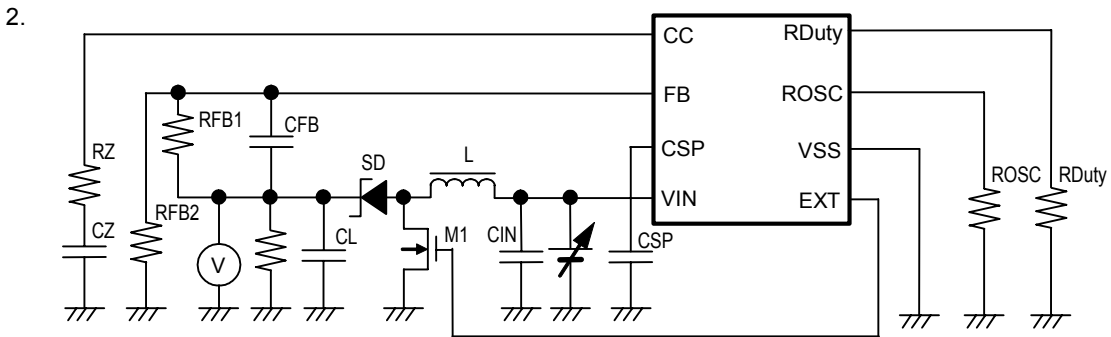 2.
CC
RDuty
FB
ROSC
CSP
VSS
VIN
EXT
RFB1
CFB
RZ
SD
L
ROSC
RDuty
RFB2
CZ
V
CL
M1
CIN
CSP